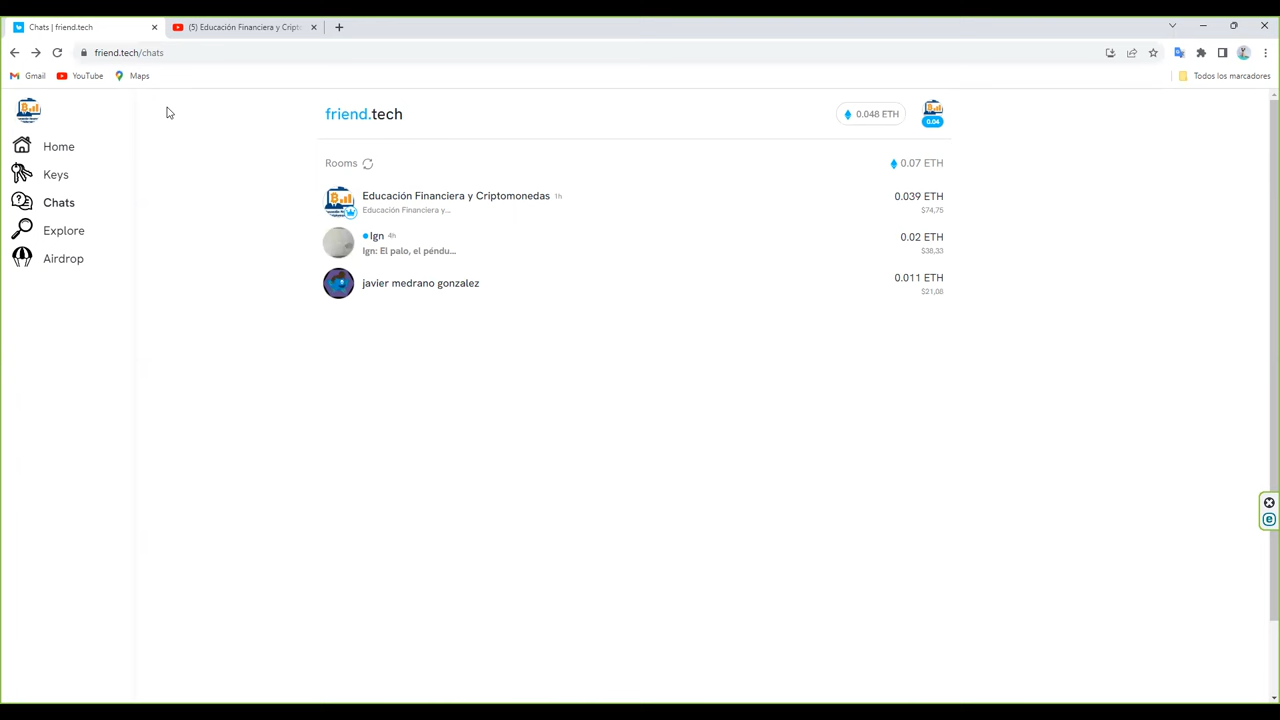 Chats | friend.tech
(5) Educación Financiera y Cripto
friend.tech/chats
Gmail
YouTube
Maps
Todos los marcadores
friend.tech
0.048 ETH
0.04
Home
Keys
Chats
Explore
Airdrop
Rooms
0.07 ETH
Educación Financiera y Criptomonedas 1h
0.039 ETH
Educación Financiera y...
$74,75
Ign 4h
0.02 ETH
Ign: El palo, el péndu...
$38,33
javier medrano gonzalez
0.011 ETH
$21,08